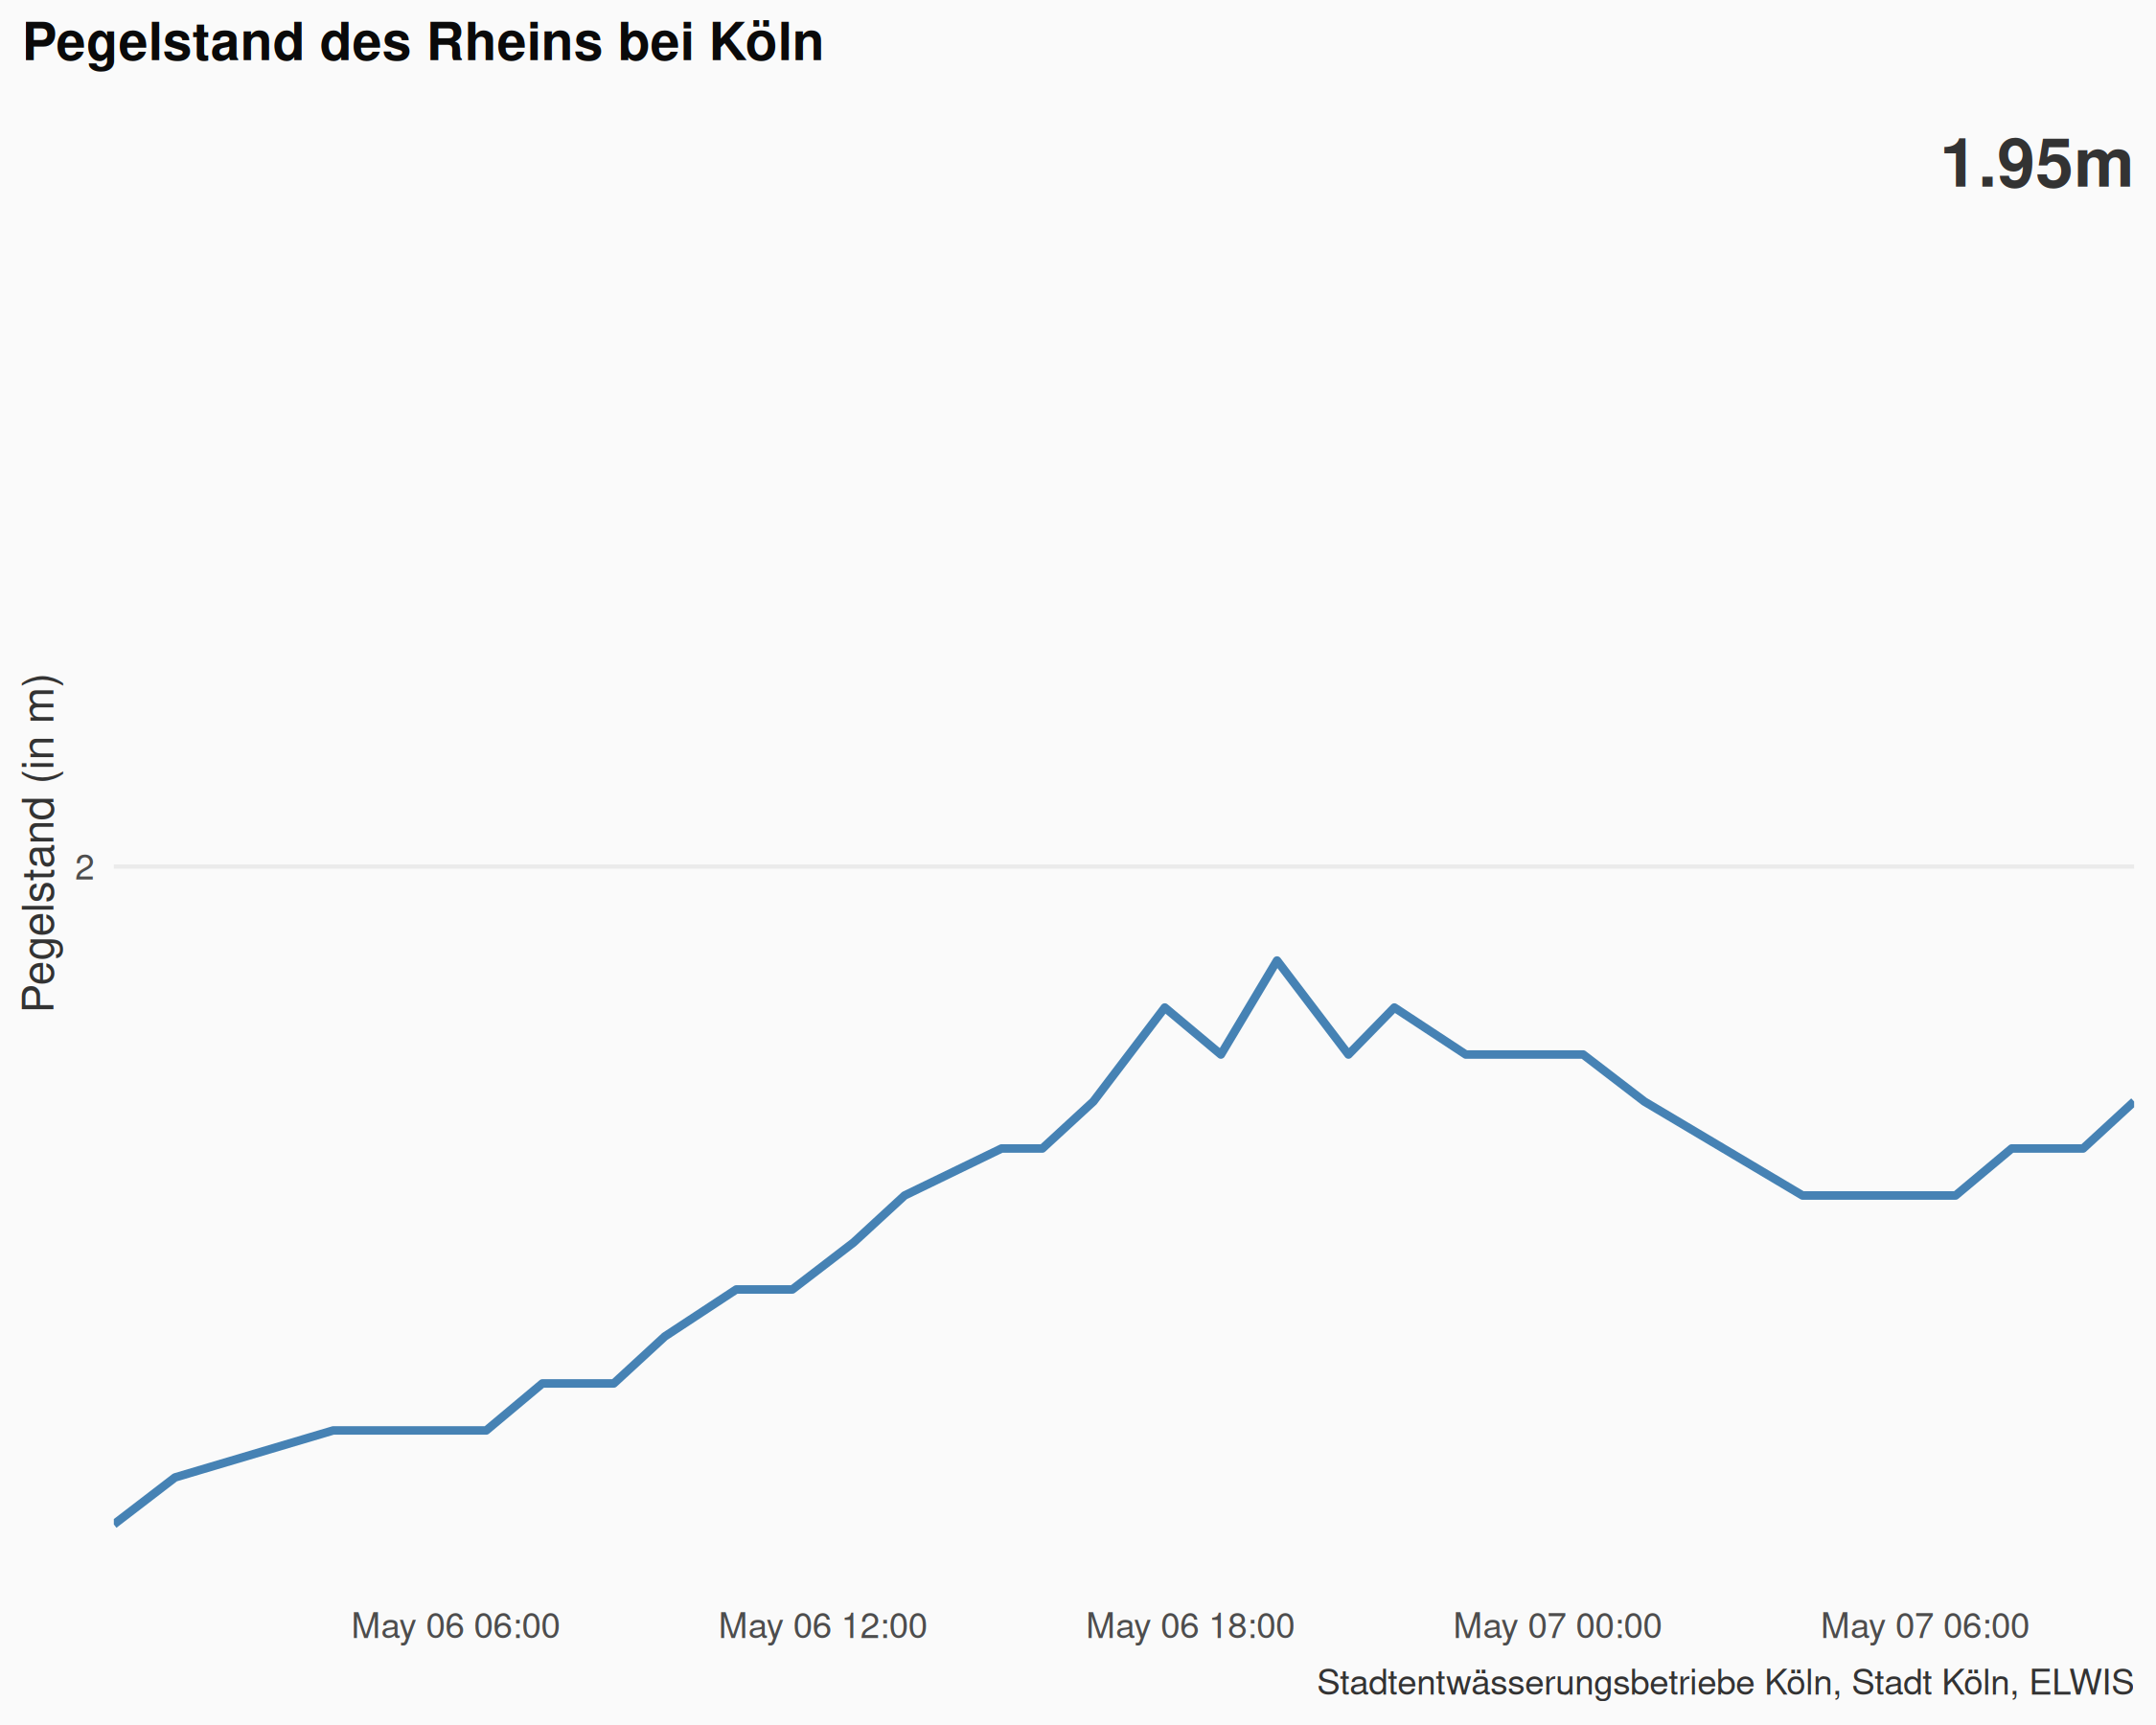 Pegelstand des Rheins bei Köln
1.95m
Pegelstand (in m)
2
May 06 06:00
May 06 12:00
May 06 18:00
May 07 00:00
May 07 06:00
Stadtentwässerungsbetriebe Köln, Stadt Köln, ELWIS